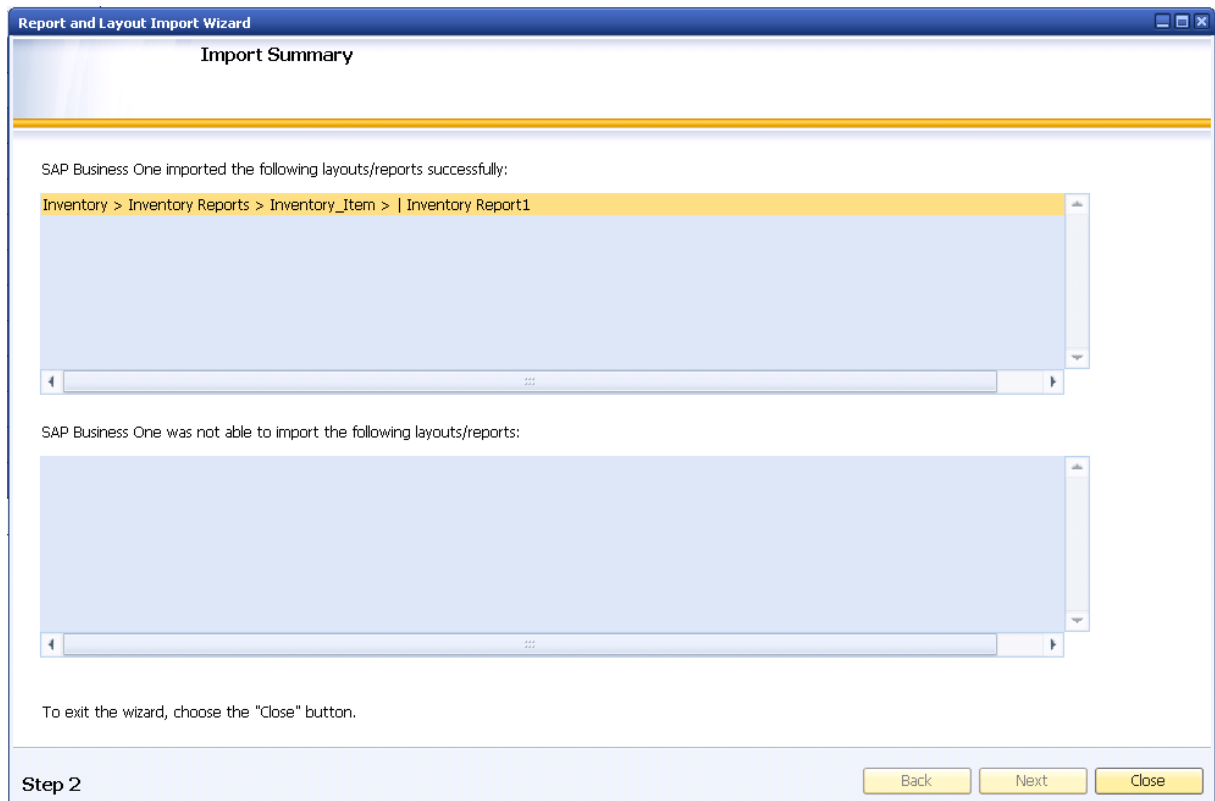 Report and Layout Import Wizard
Import Summary
SAP Business One imported the following layouts/reports successfully:
Inventory > Inventory Reports > Inventory_Item > | Inventory Report1
SAP Business One was not able to import the following layouts/reports:
To exit the wizard, choose the "Close" button.
Step 2
Back
Next
Close